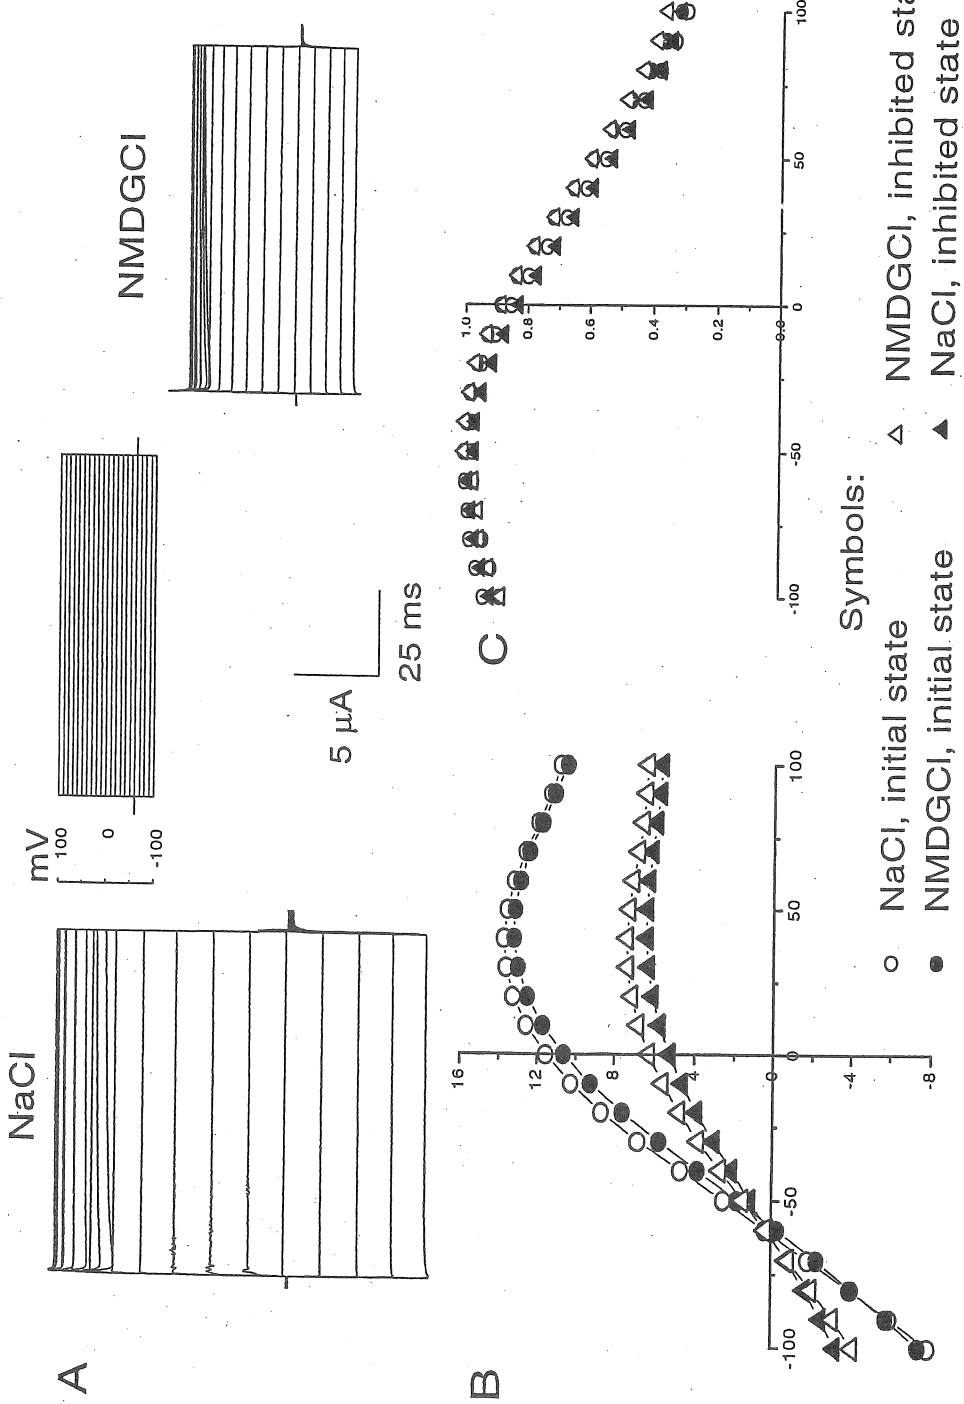 A
NaCl
mV
100
0
-100
NMDGCl
5 µA
25 ms
B
16
12
8
4
0
-4
-8
-100
-50
0
50
100
C
1.0
0.8
0.6
0.4
0.2
0.0
-100
-50
0
50
100
Symbols:
NaCl, initial state
NMDGCl, initial state
NMDGCl, inhibited sta
NaCl, inhibited state